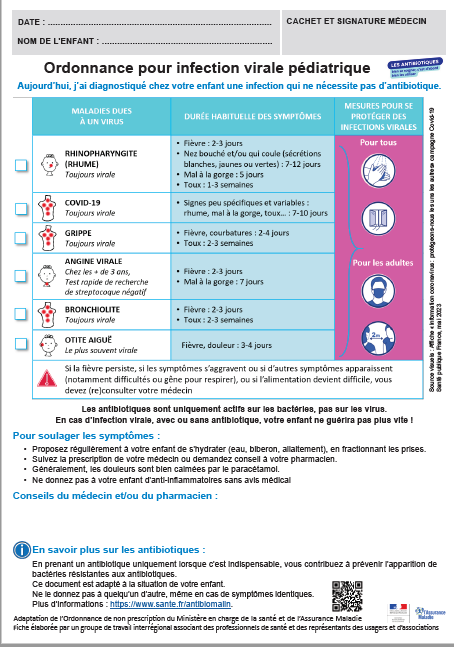 DATE : ........................................................
CACHET ET SIGNATURE MÉDECIN
NOM DE L'ENFANT : ........................................
Ordonnance pour infection virale pédiatrique
LES ANTIBIOTIQUES
Aujourd'hui, j'ai diagnostiqué chez votre enfant une infection qui ne nécessite pas d'antibiotique.
MALADIES DUES
À UN VIRUS
DURÉE HABITUELLE DES SYMPTÔMES
MESURES POUR SE
PROTÉGER DES
INFECTIONS VIRALES
RHINOPHARYNGITE
(RHUME)
Toujours virale
• Fièvre : 2-3 jours
• Nez bouché et/ou qui coule (sécrétions
blanches, jaunes ou vertes) : 7-12 jours
• Mal à la gorge : 5 jours
• Toux : 1-3 semaines
Pour tous
COVID-19
Toujours virale
• Signes peu spécifiques et variables :
rhume, mal à la gorge, toux... : 7-10 jours
GRIPPE
Toujours virale
• Fièvre, courbatures : 2-4 jours
• Toux : 2-3 semaines
ANGINE VIRALE
Chez les + de 3 ans,
Test rapide de recherche
de streptocoque négatif
• Fièvre : 2-3 jours
• Mal à la gorge : 7 jours
Pour les adultes
BRONCHIOLITE
Toujours virale
• Fièvre : 2-3 jours
• Toux : 2-3 semaines
OTITE AIGUË
Le plus souvent virale
Fièvre, douleur : 3-4 jours
2m
Source visuels : Affiche « Information coronavirus : protégeons-nous les uns les autres » campagne Covid-19
Santé publique France, mai 2023
Si la fièvre persiste, si les symptômes s'aggravent ou si d'autres symptômes apparaissent
(notamment difficultés ou gêne pour respirer), ou si l'alimentation devient difficile, vous
devez (re)consulter votre médecin
Les antibiotiques sont uniquement actifs sur les bactéries, pas sur les virus.
En cas d'infection virale, avec ou sans antibiotique, votre enfant ne guérira pas plus vite !
Pour soulager les symptômes :
• Proposez régulièrement à votre enfant de s'hydrater (eau, biberon, allaitement), en fractionnant les prises.
• Suivez la prescription de votre médecin ou demandez conseil à votre pharmacien.
• Généralement, les douleurs sont bien calmées par le paracétamol.
• Ne donnez pas à votre enfant d'anti-inflammatoires sans avis médical
Conseils du médecin et/ou du pharmacien :
i En savoir plus sur les antibiotiques :
En prenant un antibiotique uniquement lorsque c'est indispensable, vous contribuez à prévenir l'apparition de
bactéries résistantes aux antibiotiques.
Ce document est adapté à la situation de votre enfant.
Ne le donnez pas à quelqu'un d'autre, même en cas de symptômes identiques.
Plus d'informations : https://www.sante.fr/antibiomalin.
l'Assurance
Maladie
Adaptation de l'Ordonnance de non prescription du Ministère en charge de la santé et de l'Assurance Maladie
Fiche élaborée par un groupe de travail interrégional associant des professionnels de santé et des représentants des usagers et d'associations